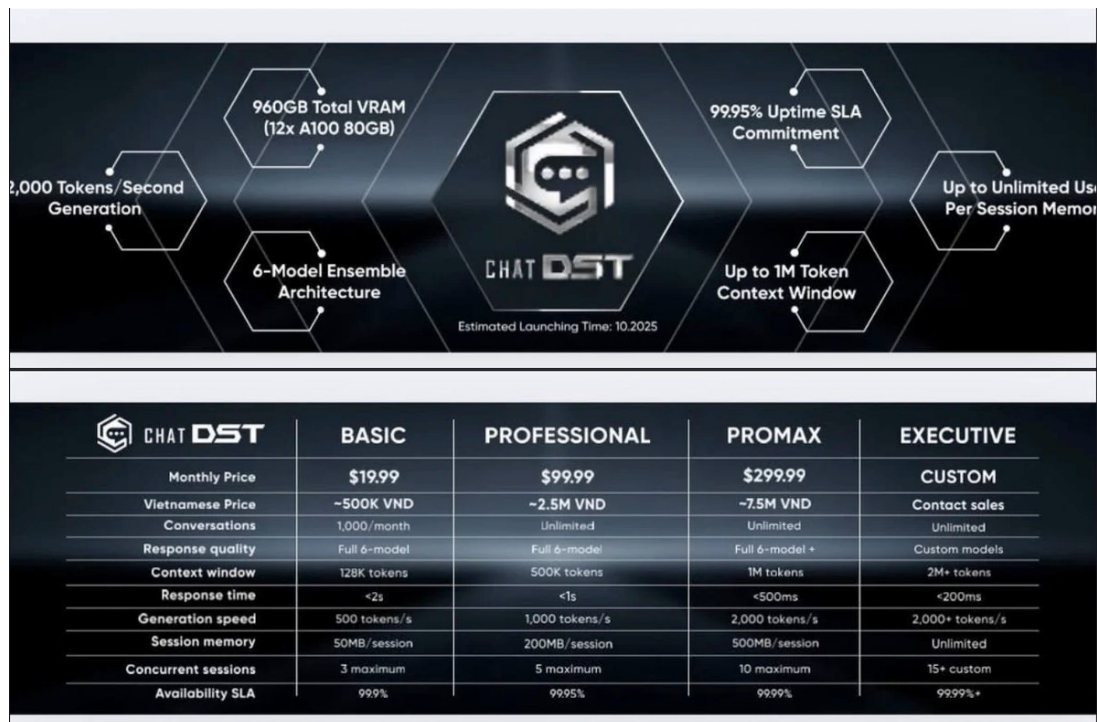 960GB Total VRAM
(12x A100 80GB)
99.95% Uptime SLA
Commitment
2,000 Tokens/Second
Generation
Up to Unlimited
Per Session
6-Model Ensemble
Architecture
CHAT DST
Up to 1M Token
Context Window
Estimated Launching Time: 10.2025
CHAT DST BASIC PROFESSIONAL PROMAX EXECUTIVE
Monthly Price $19.99 $99.99 $299.99 CUSTOM
Vietnamese Price ~500K VND ~2.5M VND ~7.5M VND Contact sales
Conversations 1,000/month Unlimited Unlimited Unlimited
Response quality Full 6-model Full 6-model Full 6-model + Custom models
Context window 128K tokens 500K tokens 1M tokens 2M+ tokens
Response time <2s <1s <500ms <200ms
Generation speed 500 tokens/s 1,000 tokens/s 2,000 tokens/s 2,000+ tokens/s
Session memory 50MB/session 200MB/session 500MB/session Unlimited
Concurrent sessions 3 maximum 5 maximum 10 maximum 15+ custom
Availability SLA 99.9% 99.95% 99.99% 99.99%+